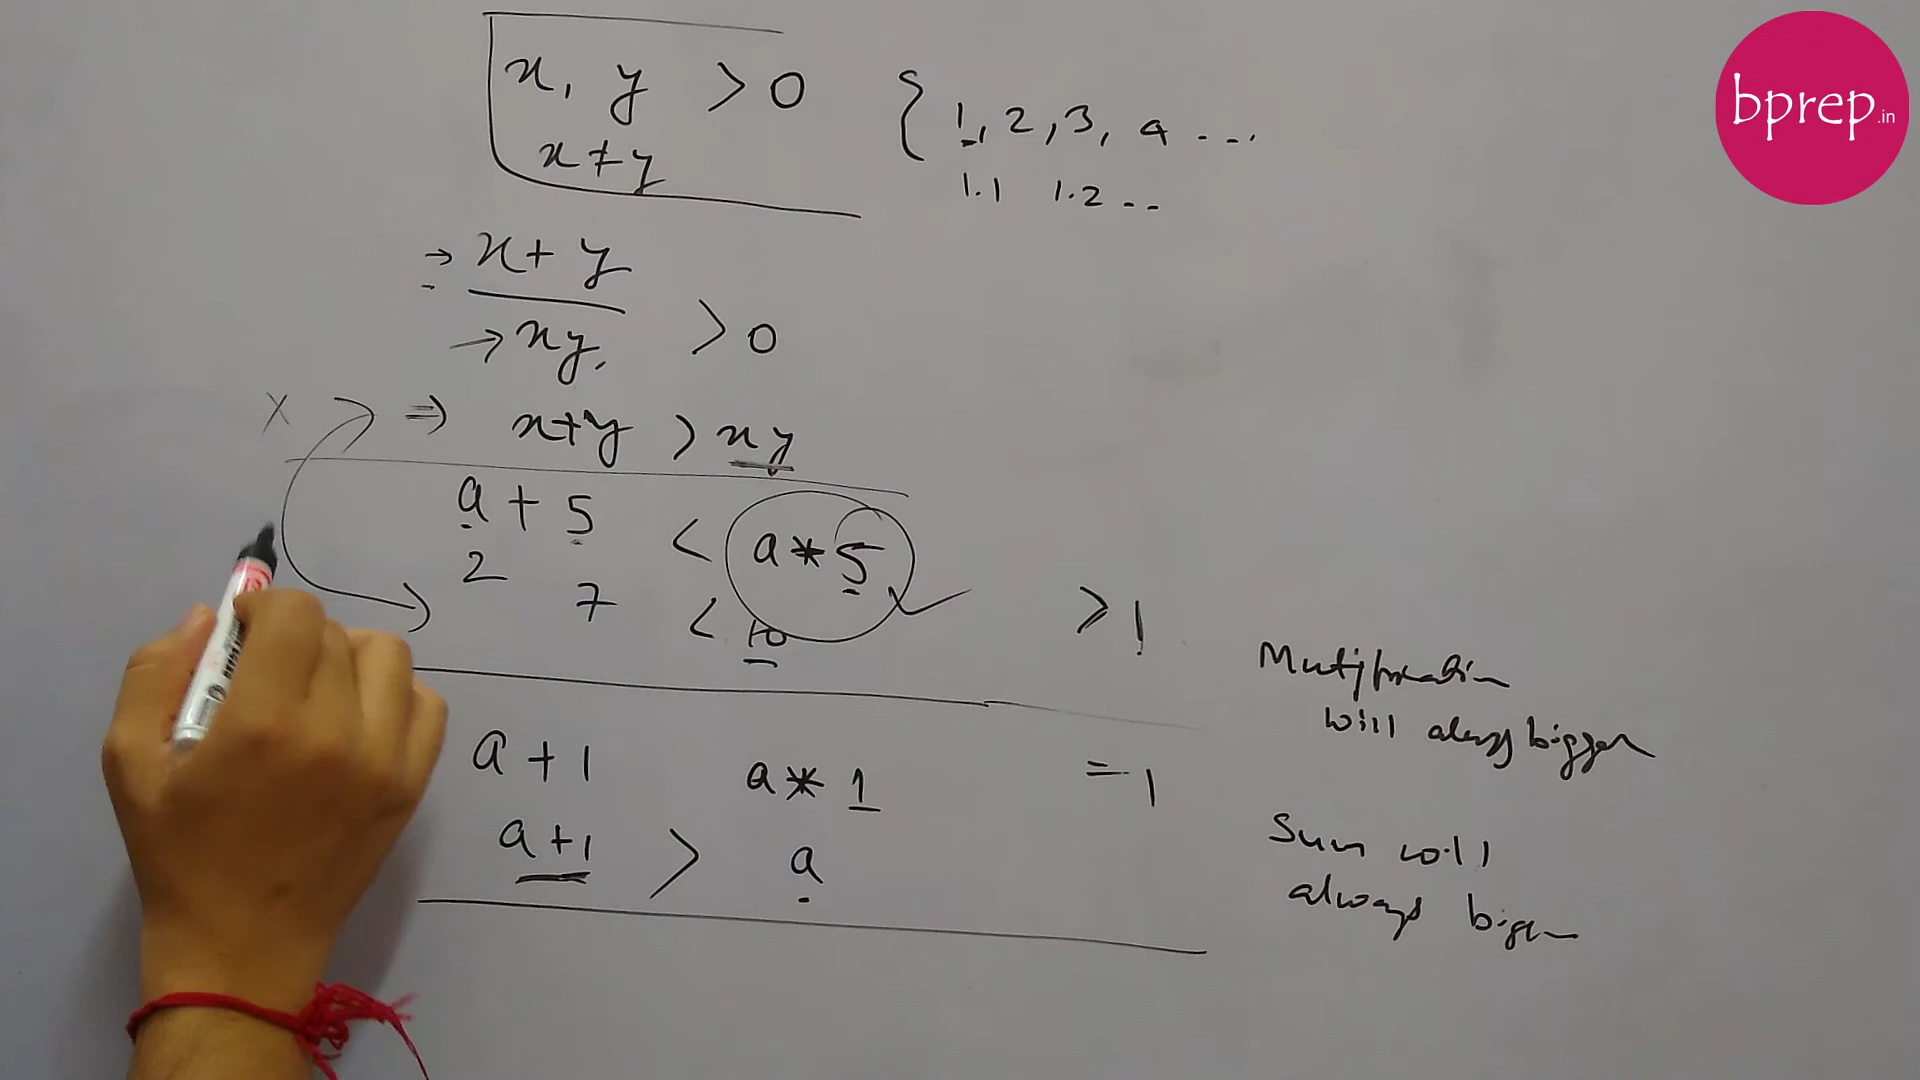 x, y > 0
x ≠ y
{ 1, 2, 3, 4 ...
1.1 1.2 --
→ x + y
→ xy, > 0
x ⇒ x+y > xy
a + 5 < a * 5
2 7 < 10
> 1
Mutiplication
will always bigger
a + 1 a * 1 = 1
a + 1 > a
Sum will
always bigger
bprep.in